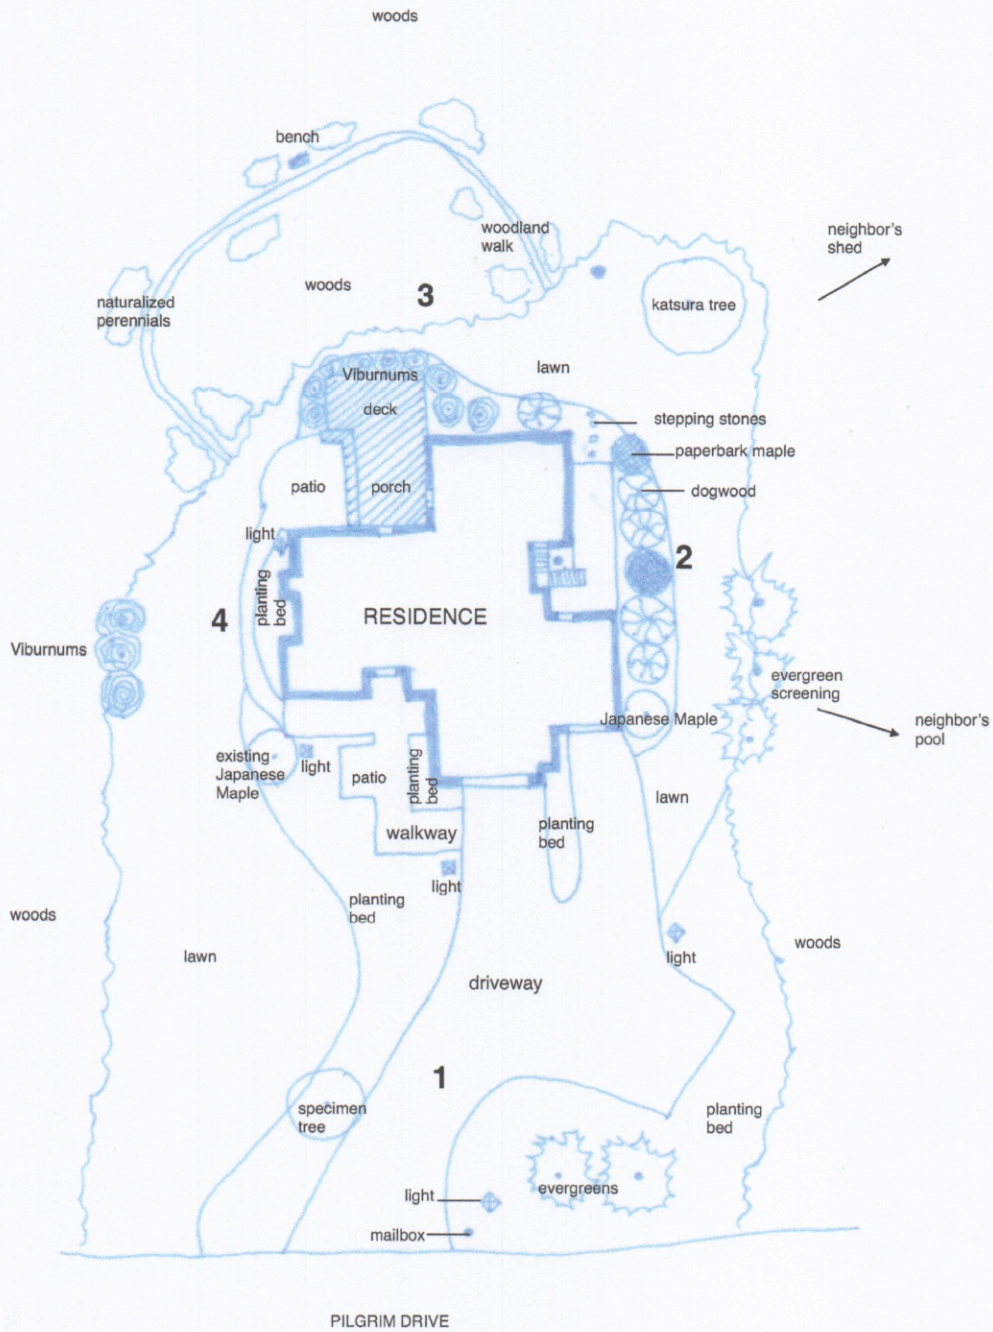 woods
bench
woodland
walk
neighbor's
shed
woods
3
naturalized
perennials
katsura tree
lawn
Viburnums
deck
stepping stones
paperbark maple
patio
porch
dogwood
light
2
planting
bed
4
RESIDENCE
Viburnums
evergreen
screening
Japanese Maple
neighbor's
pool
existing
Japanese
Maple
light
patio
planting
bed
lawn
walkway
planting
bed
light
planting
bed
woods
woods
lawn
light
driveway
1
specimen
tree
planting
bed
evergreens
light
mailbox
PILGRIM DRIVE